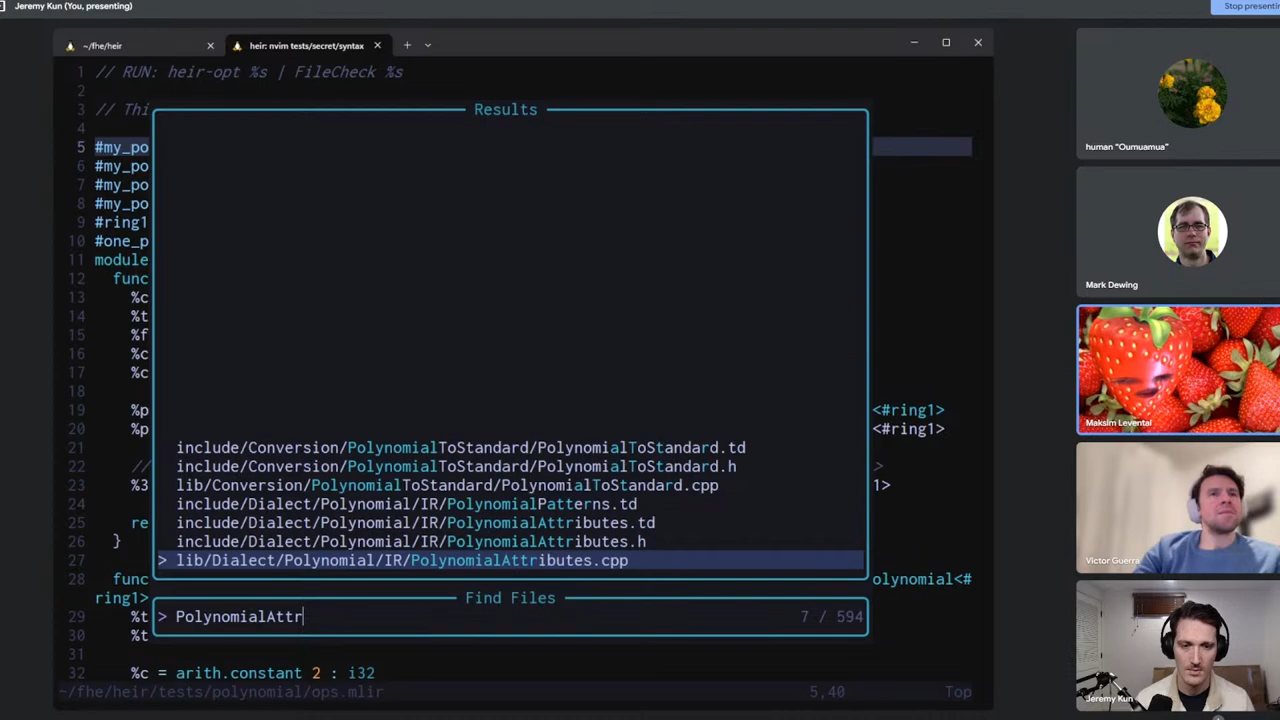 Jeremy Kun (You, presenting)
Stop presenting
~/fhe/heir
heir: nvim tests/secret/syntax
1 // RUN: heir-opt %s | FileCheck %s
2
3 // Thi
4
5 #my_po
6 #my_po
7 #my_po
8 #my_po
9 #ring1
10 #one_p
11 module
12 func
13 %c
14 %t
15 %f
16 %c
17 %c
18
19 %p <#ring1>
20 %p <#ring1>
21
22 // >
23 %3 1>
24
25 re
26 }
27
28 func olynomial<#
ring1>
29 %t
30 %t
31
32 %c = arith.constant 2 : i32
~/fhe/heir/tests/polynomial/ops.mlir 5,40 Top
Results
include/Conversion/PolynomialToStandard/PolynomialToStandard.td
include/Conversion/PolynomialToStandard/PolynomialToStandard.h
lib/Conversion/PolynomialToStandard/PolynomialToStandard.cpp
include/Dialect/Polynomial/IR/PolynomialPatterns.td
include/Dialect/Polynomial/IR/PolynomialAttributes.td
include/Dialect/Polynomial/IR/PolynomialAttributes.h
> lib/Dialect/Polynomial/IR/PolynomialAttributes.cpp
Find Files
> PolynomialAttr 7 / 594
human "Oumuamua"
Mark Dewing
Maksim Levental
Victor Guerra
Jeremy Kun